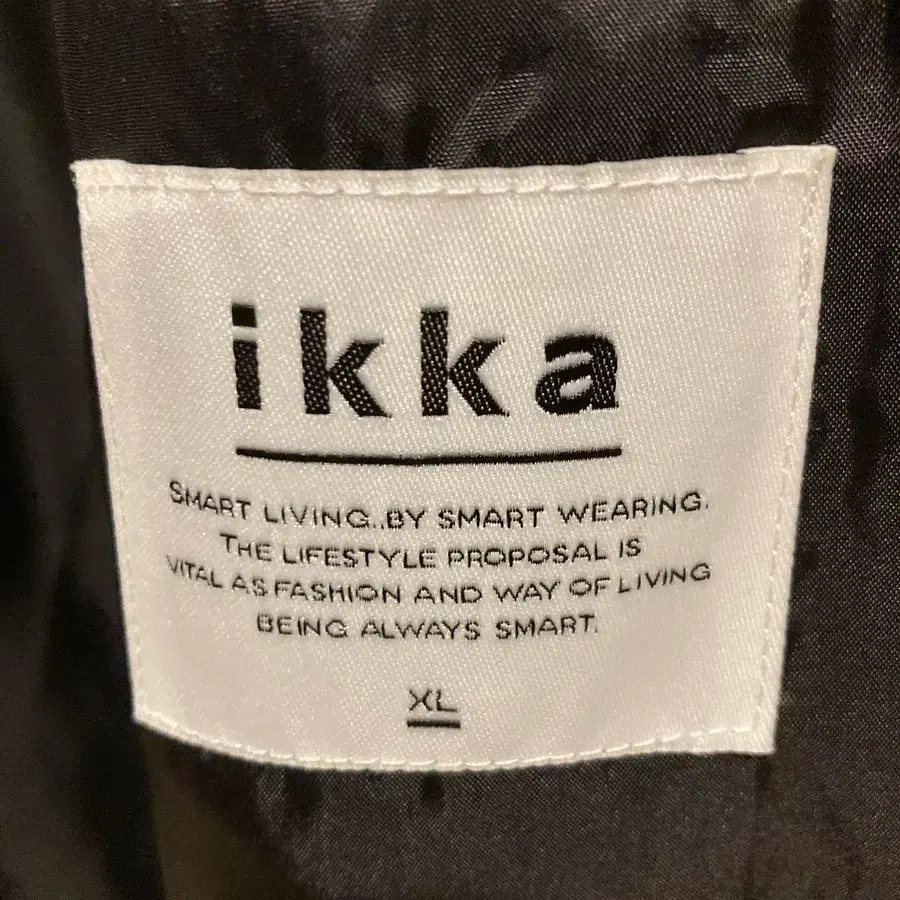 ikka
SMART LIVING..BY SMART WEARING.
THE LIFESTYLE PROPOSAL IS
VITAL AS FASHION AND WAY OF LIVING
BEING ALWAYS SMART.
XL